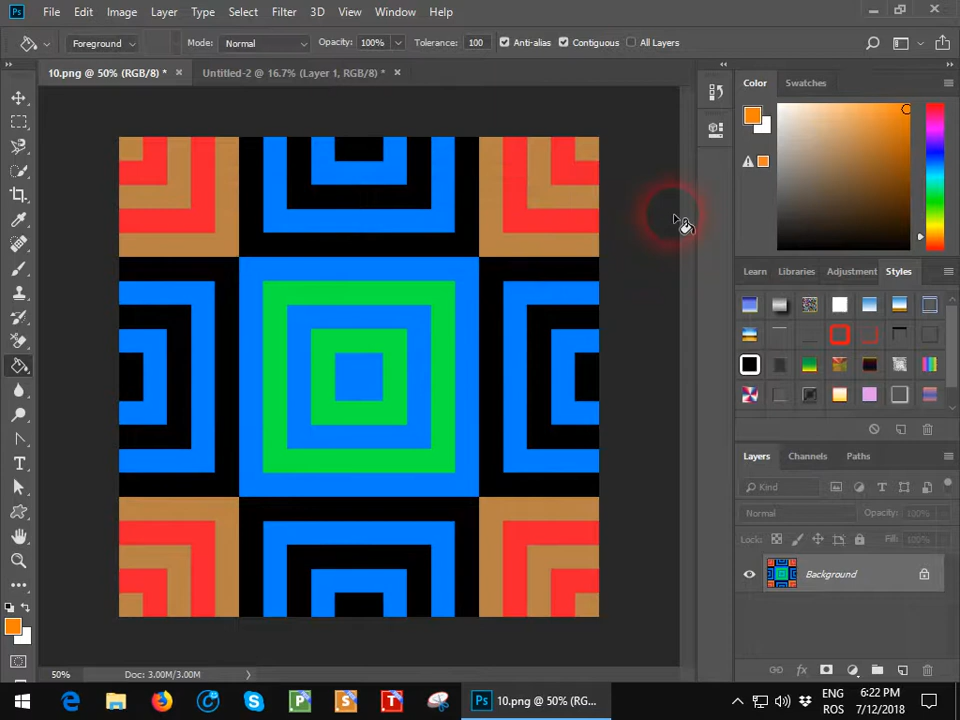 Ps File Edit Image Layer Type Select Filter 3D View Window Help
Foreground Mode: Normal Opacity: 100% Tolerance: 100 Anti-alias Contiguous All Layers
10.png @ 50% (RGB/8) * × Untitled-2 @ 16.7% (Layer 1, RGB/8) * ×
Color Swatches
Learn Libraries Adjustment Styles
Layers Channels Paths
Kind
Normal Opacity: 100%
Lock: Fill: 100%
Background
50% Doc: 3.00M/3.00M
Ps 10.png @ 50% (RG...
ENG
ROS
6:22 PM
7/12/2018